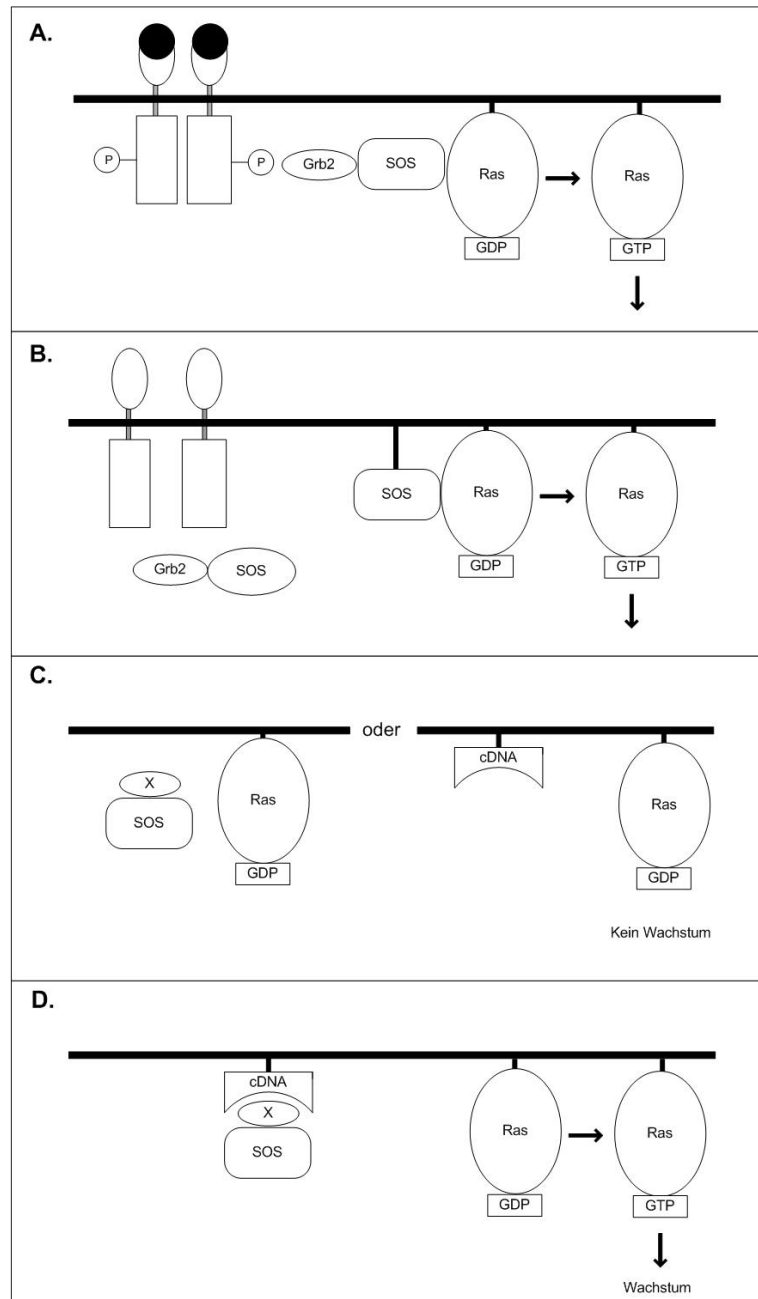 A.
P
P
Grb2
SOS
Ras
Ras
GDP
GTP
B.
SOS
Ras
Ras
Grb2
SOS
GDP
GTP
C.
oder
cDNA
X
SOS
Ras
Ras
GDP
GDP
Kein Wachstum
D.
cDNA
X
SOS
Ras
Ras
GDP
GTP
Wachstum